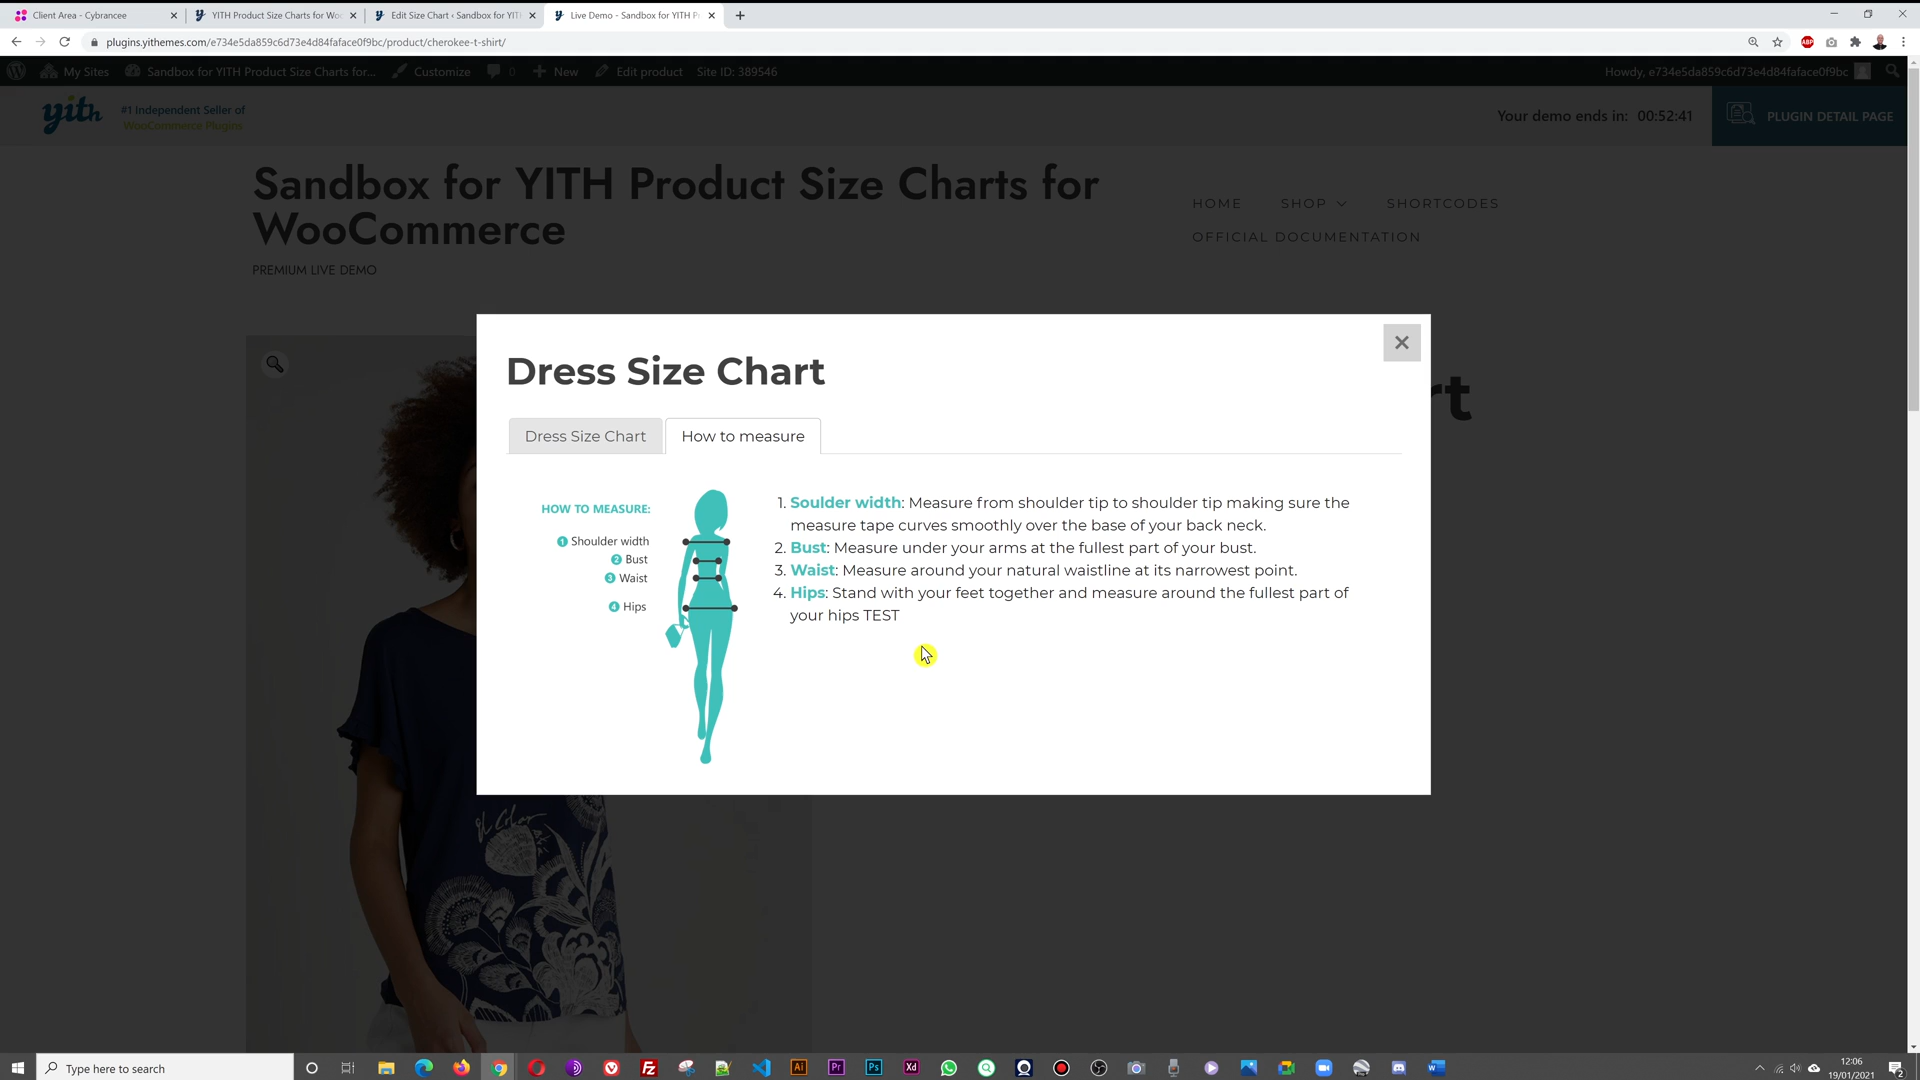 Client Area - Cybrancee
YITH Product Size Charts for Woo
Edit Size Chart ‹ Sandbox for YITH
Live Demo - Sandbox for YITH P
plugins.yithemes.com/e734e5da859c6d73e4d84faface0f9bc/product/cherokee-t-shirt/
ABP
My Sites
Sandbox for YITH Product Size Charts for...
Customize
0
New
Edit product
Site ID: 389546
Howdy, e734e5da859c6d73e4d84faface0f9bc
yith
#1 Independent Seller of
WooCommerce Plugins
Your demo ends in: 00:52:41
PLUGIN DETAIL PAGE
Sandbox for YITH Product Size Charts for
WooCommerce
PREMIUM LIVE DEMO
HOME
SHOP
SHORTCODES
OFFICIAL DOCUMENTATION
Dress Size Chart
Dress Size Chart
How to measure
HOW TO MEASURE:
1 Shoulder width
2 Bust
3 Waist
4 Hips
1. Soulder width: Measure from shoulder tip to shoulder tip making sure the
measure tape curves smoothly over the base of your back neck.
2. Bust: Measure under your arms at the fullest part of your bust.
3. Waist: Measure around your natural waistline at its narrowest point.
4. Hips: Stand with your feet together and measure around the fullest part of
your hips TEST
Type here to search
Ai
Pr
Ps
Xd
12:06
19/01/2021
2